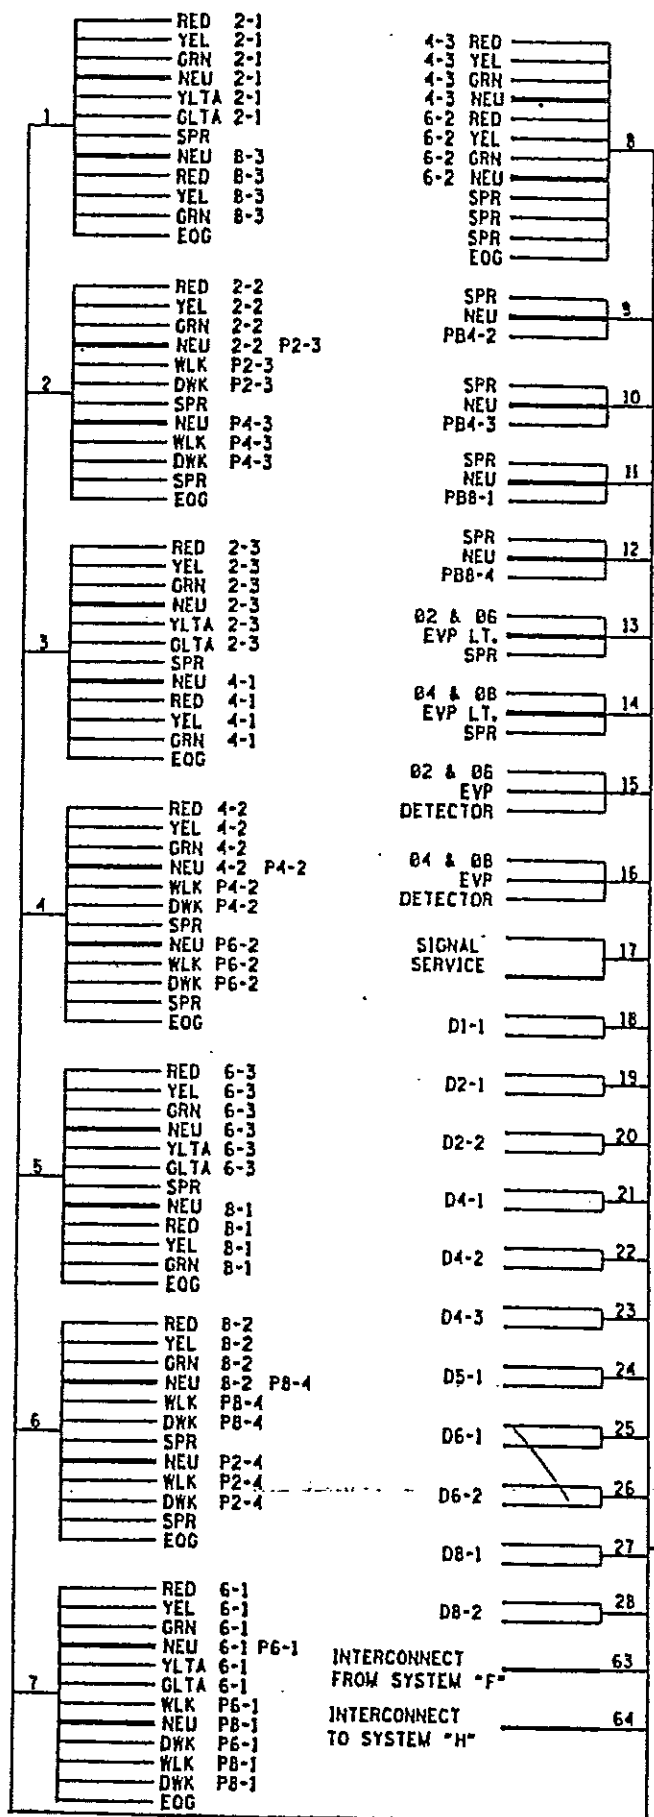 1
RED 2-1
YEL 2-1
GRN 2-1
NEU 2-1
YLTA 2-1
GLTA 2-1
SPR
NEU 8-3
RED 8-3
YEL 8-3
GRN 8-3
EOG
2
RED 2-2
YEL 2-2
GRN 2-2
NEU 2-2 P2-3
WLK P2-3
DWK P2-3
SPR
NEU P4-3
WLK P4-3
DWK P4-3
SPR
EOG
3
RED 2-3
YEL 2-3
GRN 2-3
NEU 2-3
YLTA 2-3
GLTA 2-3
SPR
NEU 4-1
RED 4-1
YEL 4-1
GRN 4-1
EOG
4
RED 4-2
YEL 4-2
GRN 4-2
NEU 4-2 P4-2
WLK P4-2
DWK P4-2
SPR
NEU P6-2
WLK P6-2
DWK P6-2
SPR
EOG
5
RED 6-3
YEL 6-3
GRN 6-3
NEU 6-3
YLTA 6-3
GLTA 6-3
SPR
NEU 8-1
RED 8-1
YEL 8-1
GRN 8-1
EOG
6
RED 8-2
YEL 8-2
GRN 8-2
NEU 8-2 P8-4
WLK P8-4
DWK P8-4
SPR
NEU P2-4
WLK P2-4
DWK P2-4
SPR
EOG
7
RED 6-1
YEL 6-1
GRN 6-1
NEU 6-1 P6-1
YLTA 6-1
GLTA 6-1
WLK P6-1
NEU P8-1
DWK P6-1
WLK P8-1
DWK P8-1
EOG
4-3 RED
4-3 YEL
4-3 GRN
4-3 NEU
6-2 RED
6-2 YEL
6-2 GRN
6-2 NEU
SPR
SPR
SPR
EOG
8
SPR
NEU
PB4-2
9
SPR
NEU
PB4-3
10
SPR
NEU
PB8-1
11
SPR
NEU
PB8-4
12
02 & 06
EVP LT.
SPR
13
04 & 08
EVP LT.
SPR
14
02 & 06
EVP
DETECTOR
15
04 & 08
EVP
DETECTOR
16
SIGNAL
SERVICE
17
D1-1 18
D2-1 19
D2-2 20
D4-1 21
D4-2 22
D4-3 23
D5-1 24
D6-1 25
D6-2 26
D8-1 27
D8-2 28
INTERCONNECT
FROM SYSTEM "F"
63
INTERCONNECT
TO SYSTEM "H"
64